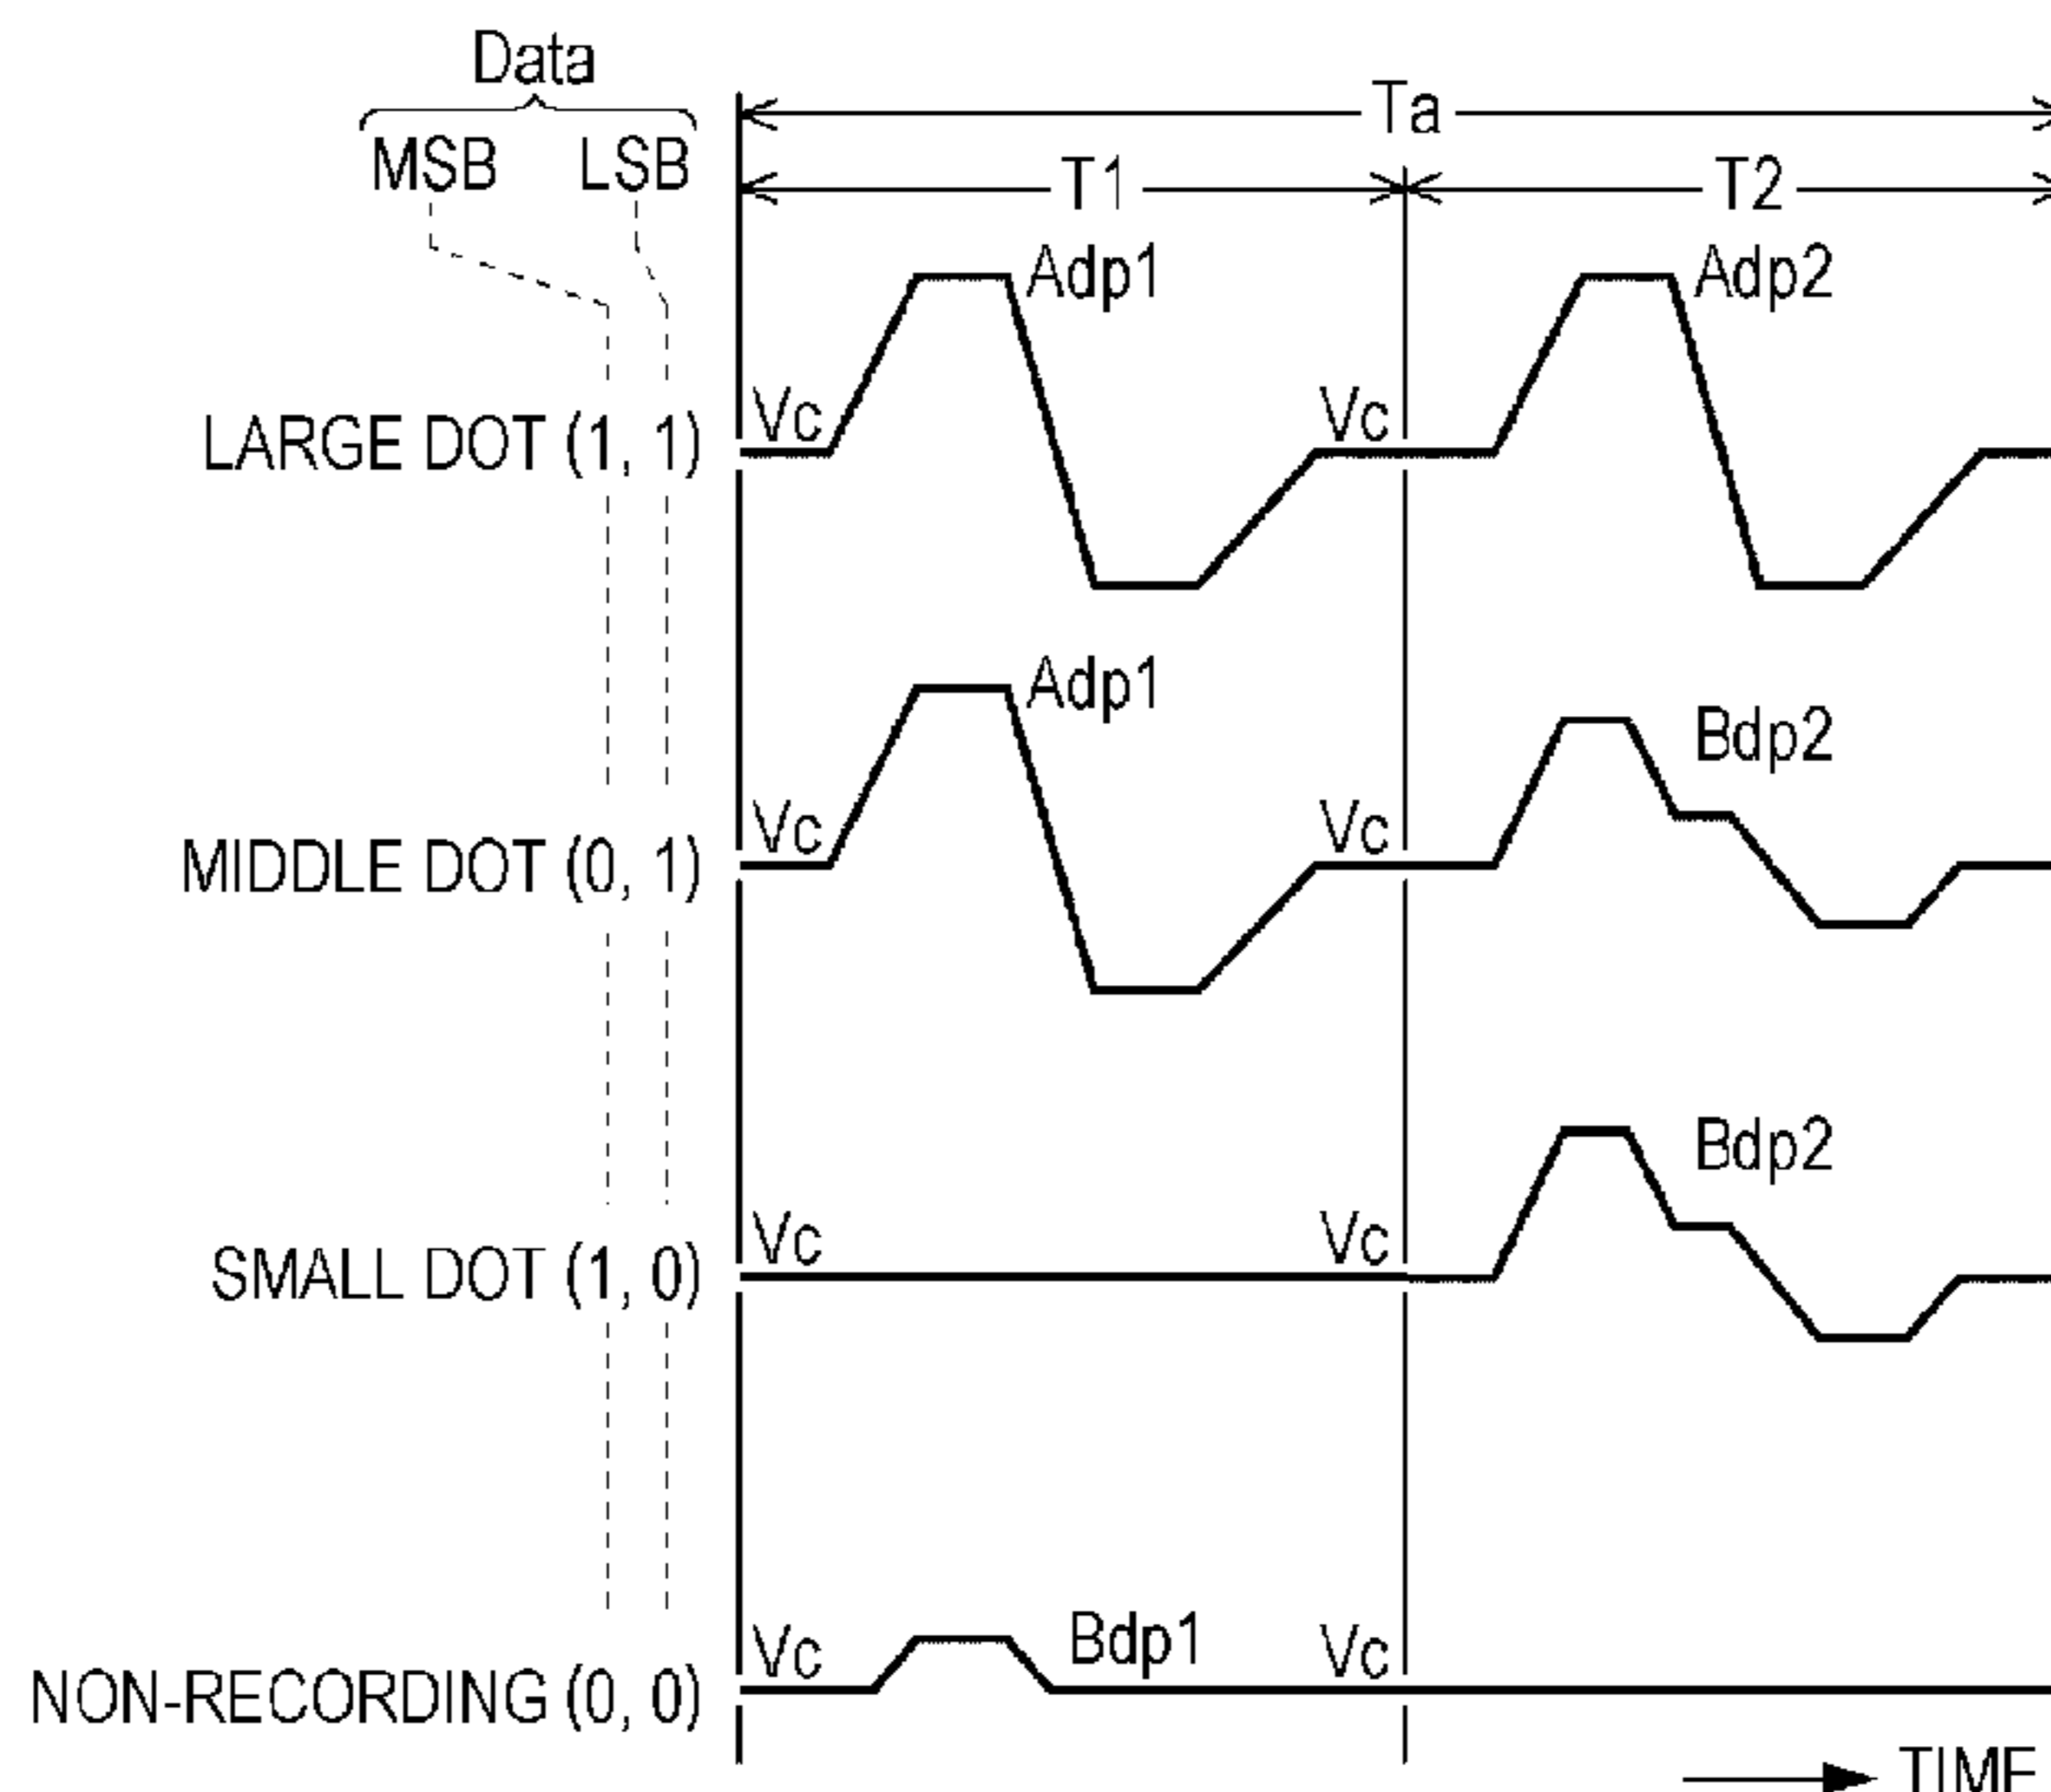 Data
MSB LSB
Ta
T1 T2
Adp1 Adp2
LARGE DOT (1, 1) Vc Vc
Adp1 Bdp2
MIDDLE DOT (0, 1) Vc Vc
Bdp2
SMALL DOT (1, 0) Vc Vc
Bdp1
NON-RECORDING (0, 0) Vc Vc
TIME